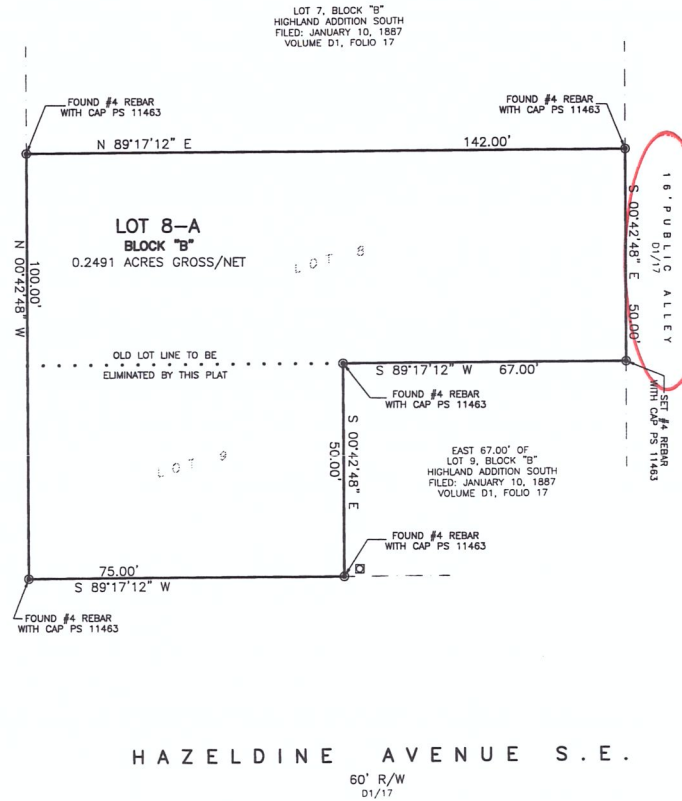 LOT 7, BLOCK "B"
HIGHLAND ADDITION SOUTH
FILED: JANUARY 10, 1887
VOLUME D1, FOLIO 17
FOUND #4 REBAR
WITH CAP PS 11463
FOUND #4 REBAR
WITH CAP PS 11463
N 89°17'12" E
142.00'
16' PUBLIC ALLEY
D1/17
S 00°42'48" E 50.00'
LOT 8-A
BLOCK "B"
0.2491 ACRES GROSS/NET
LOT 8
100.00'
N 00°42'48" W
OLD LOT LINE TO BE
ELIMINATED BY THIS PLAT
S 89°17'12" W 67.00'
FOUND #4 REBAR
WITH CAP PS 11463
SET #4 REBAR
WITH CAP PS 11463
S 00°42'48" E
50.00'
EAST 67.00' OF
LOT 9, BLOCK "B"
HIGHLAND ADDITION SOUTH
FILED: JANUARY 10, 1887
VOLUME D1, FOLIO 17
LOT 9
FOUND #4 REBAR
WITH CAP PS 11463
75.00'
S 89°17'12" W
FOUND #4 REBAR
WITH CAP PS 11463
HAZELDINE AVENUE S.E.
60' R/W
D1/17